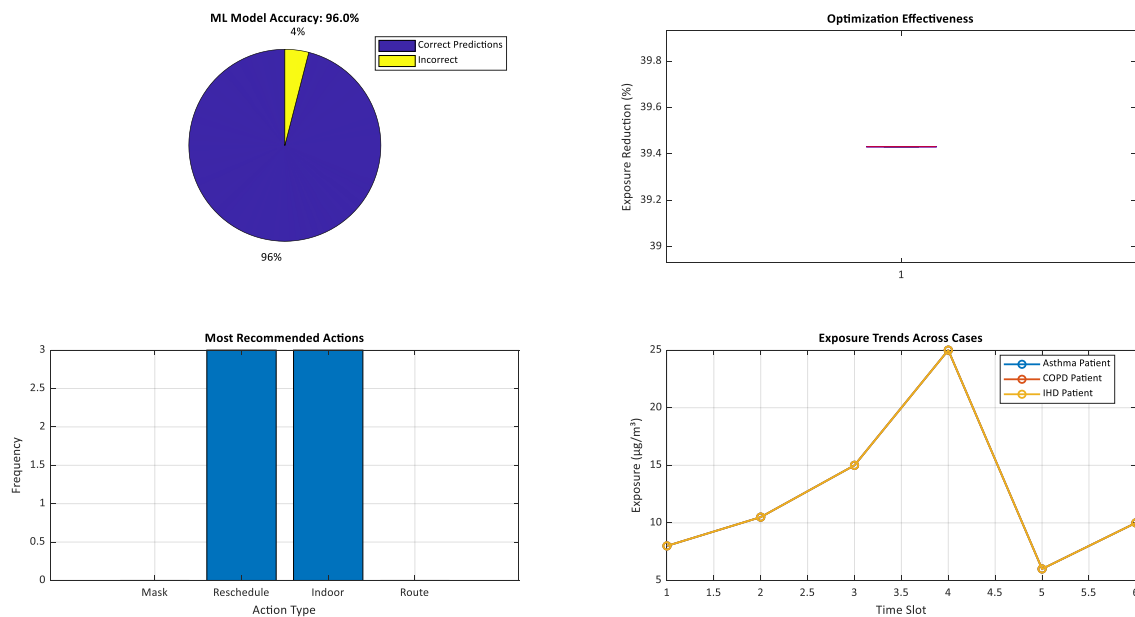 ML Model Accuracy: 96.0%
4%
Correct Predictions
Incorrect
96%
Optimization Effectiveness
Exposure Reduction (%)
39.8
39.6
39.4
39.2
39
1
Most Recommended Actions
Frequency
3
2.5
2
1.5
1
0.5
0
Mask Reschedule Indoor Route
Action Type
Exposure Trends Across Cases
Asthma Patient
COPD Patient
IHD Patient
Exposure (µg/m³)
25
20
15
10
5
1 1.5 2 2.5 3 3.5 4 4.5 5 5.5 6
Time Slot